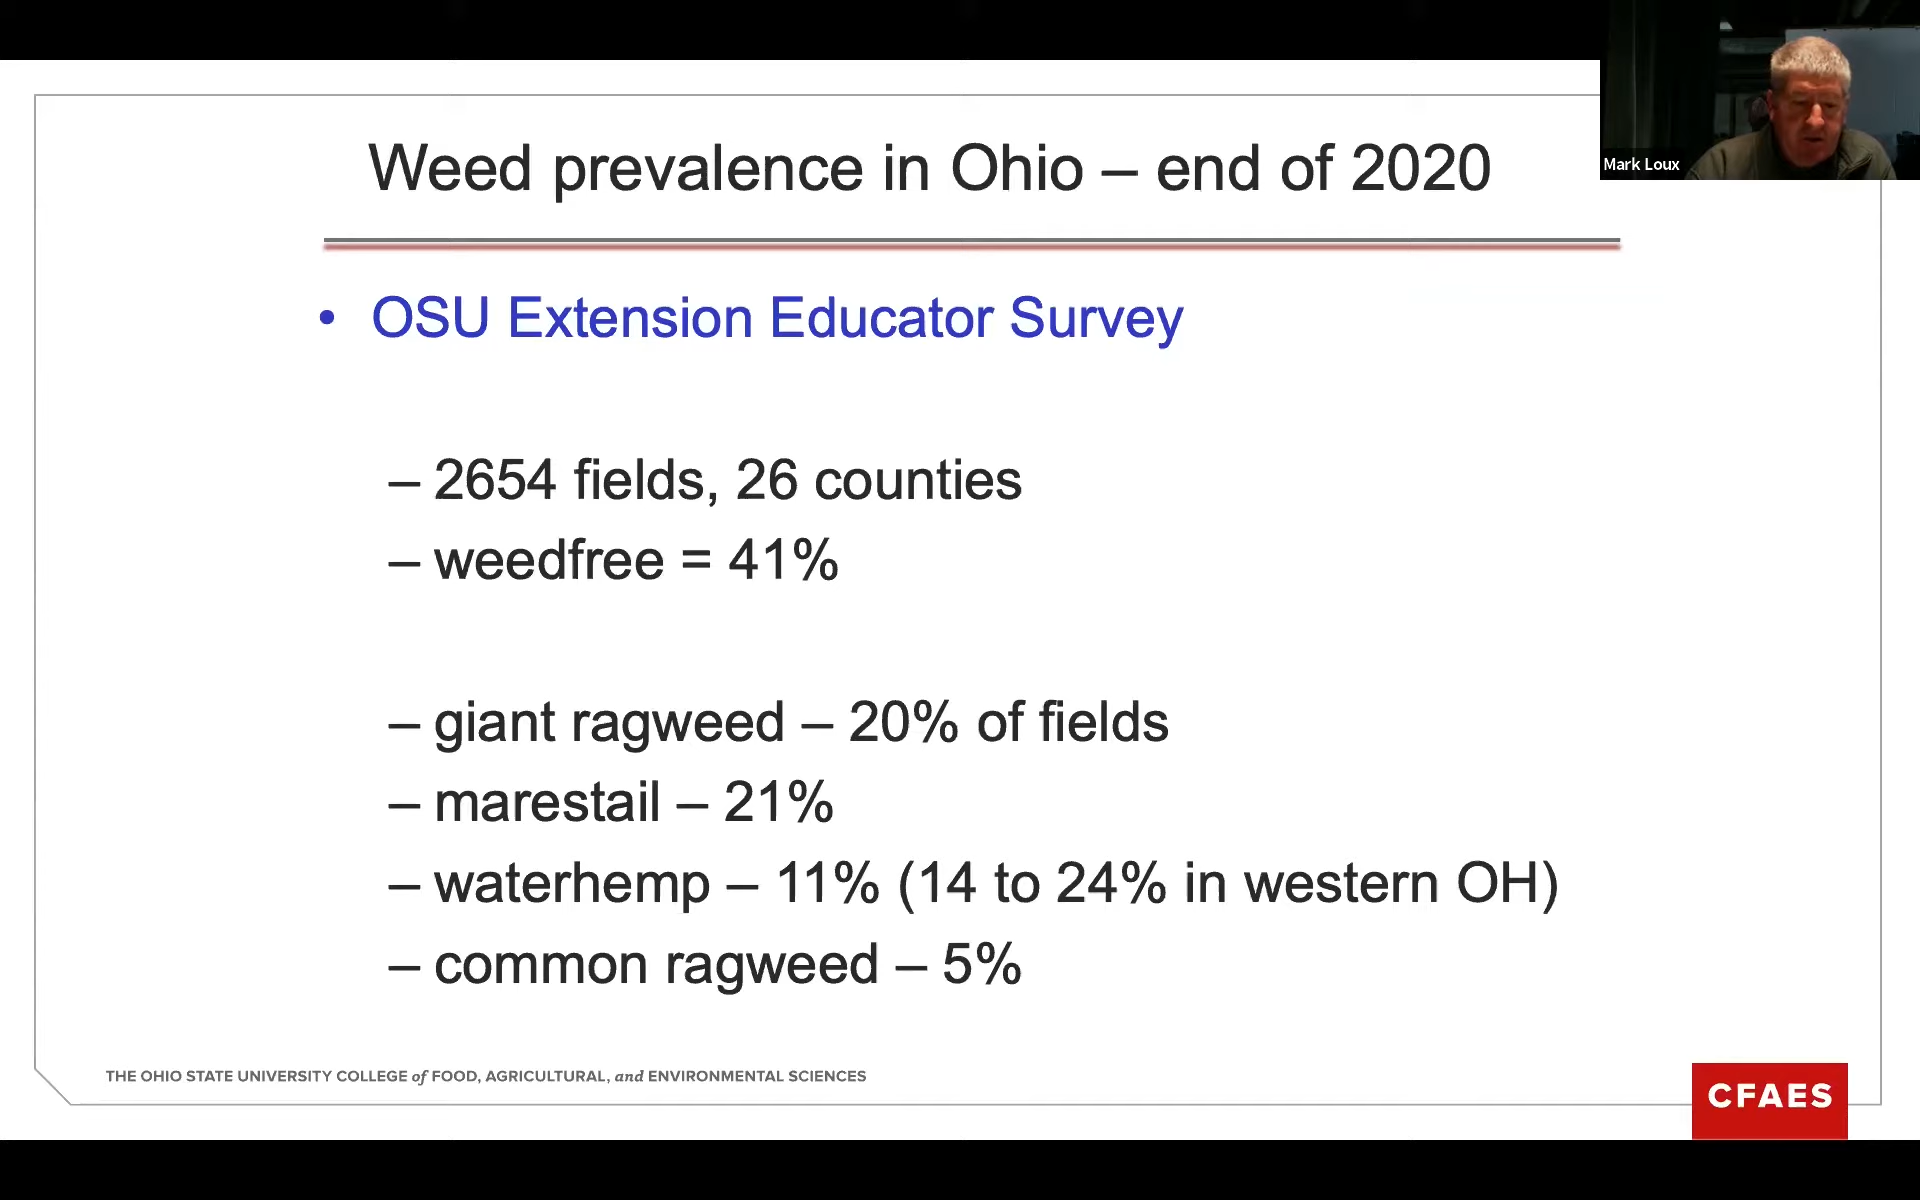 Mark Loux
Weed prevalence in Ohio – end of 2020
• OSU Extension Educator Survey
– 2654 fields, 26 counties
– weedfree = 41%
– giant ragweed – 20% of fields
– marestail – 21%
– waterhemp – 11% (14 to 24% in western OH)
– common ragweed – 5%
THE OHIO STATE UNIVERSITY COLLEGE of FOOD, AGRICULTURAL, and ENVIRONMENTAL SCIENCES
CFAES